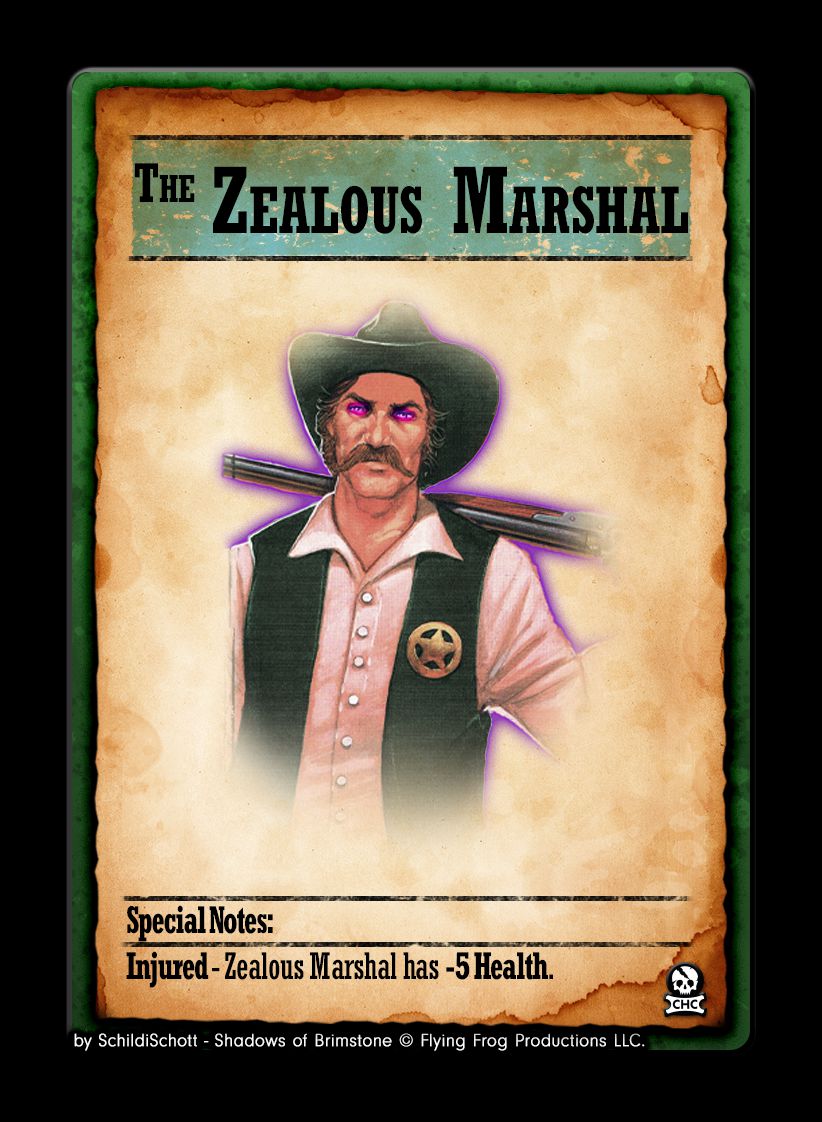 The Zealous Marshal
Special Notes:
Injured - Zealous Marshal has -5 Health.
CHC
by SchildiSchott - Shadows of Brimstone © Flying Frog Productions LLC.